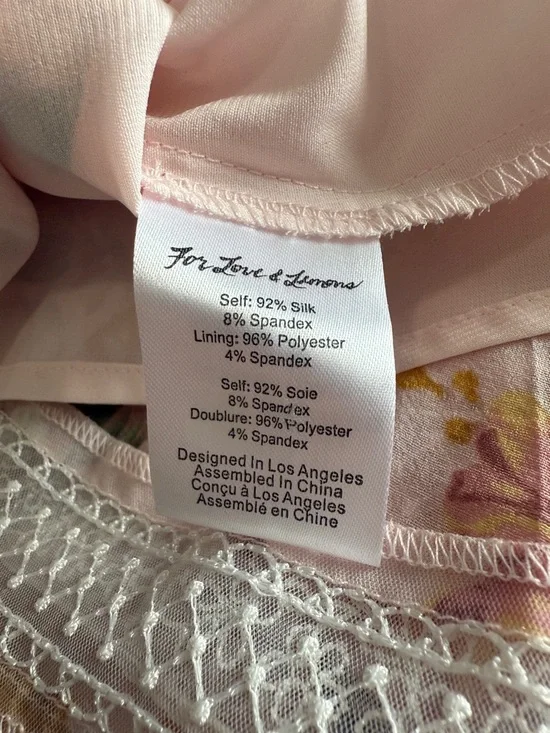 For Love & Lemons
Self: 92% Silk
8% Spandex
Lining: 96% Polyester
4% Spandex
Self: 92% Soie
8% Spandex
Doublure: 96% Polyester
4% Spandex
Designed In Los Angeles
Assembled In China
Conçu à Los Angeles
Assemblé en Chine